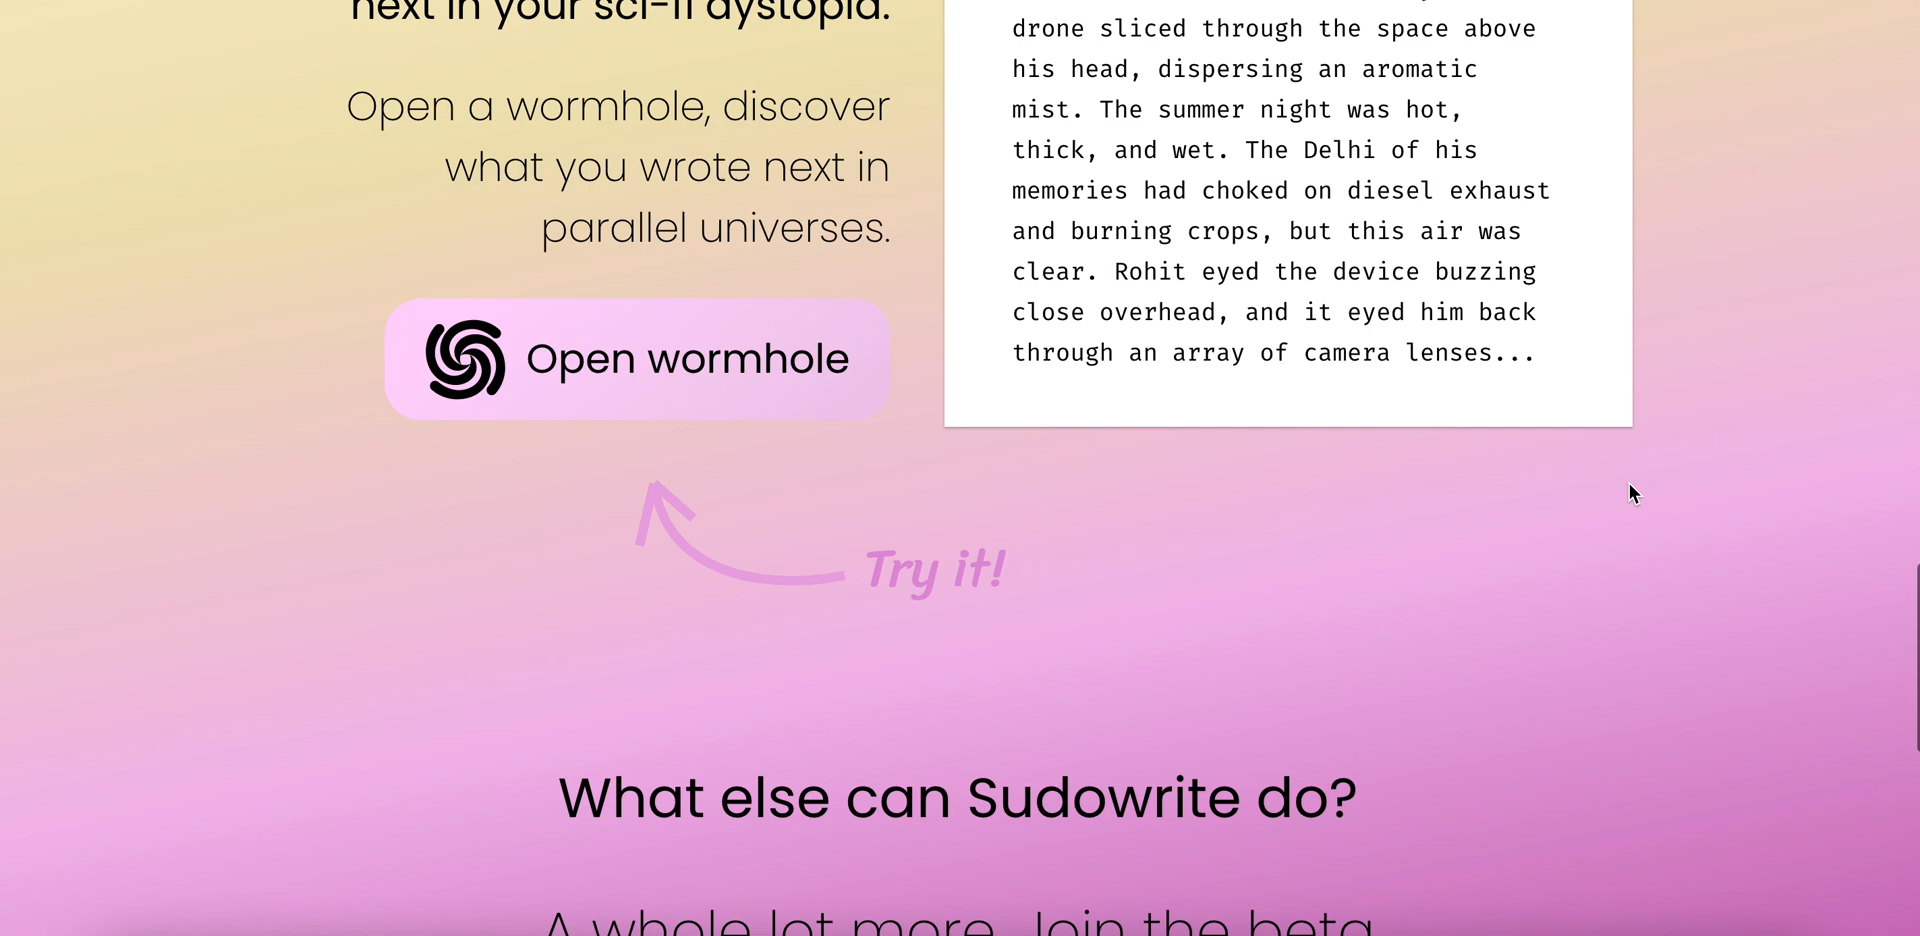 next in your sci-fi dystopia.
Open a wormhole, discover
what you wrote next in
parallel universes.
Open wormhole
drone sliced through the space above
his head, dispersing an aromatic
mist. The summer night was hot,
thick, and wet. The Delhi of his
memories had choked on diesel exhaust
and burning crops, but this air was
clear. Rohit eyed the device buzzing
close overhead, and it eyed him back
through an array of camera lenses...
Try it!
What else can Sudowrite do?
A whole lot more. Join the beta